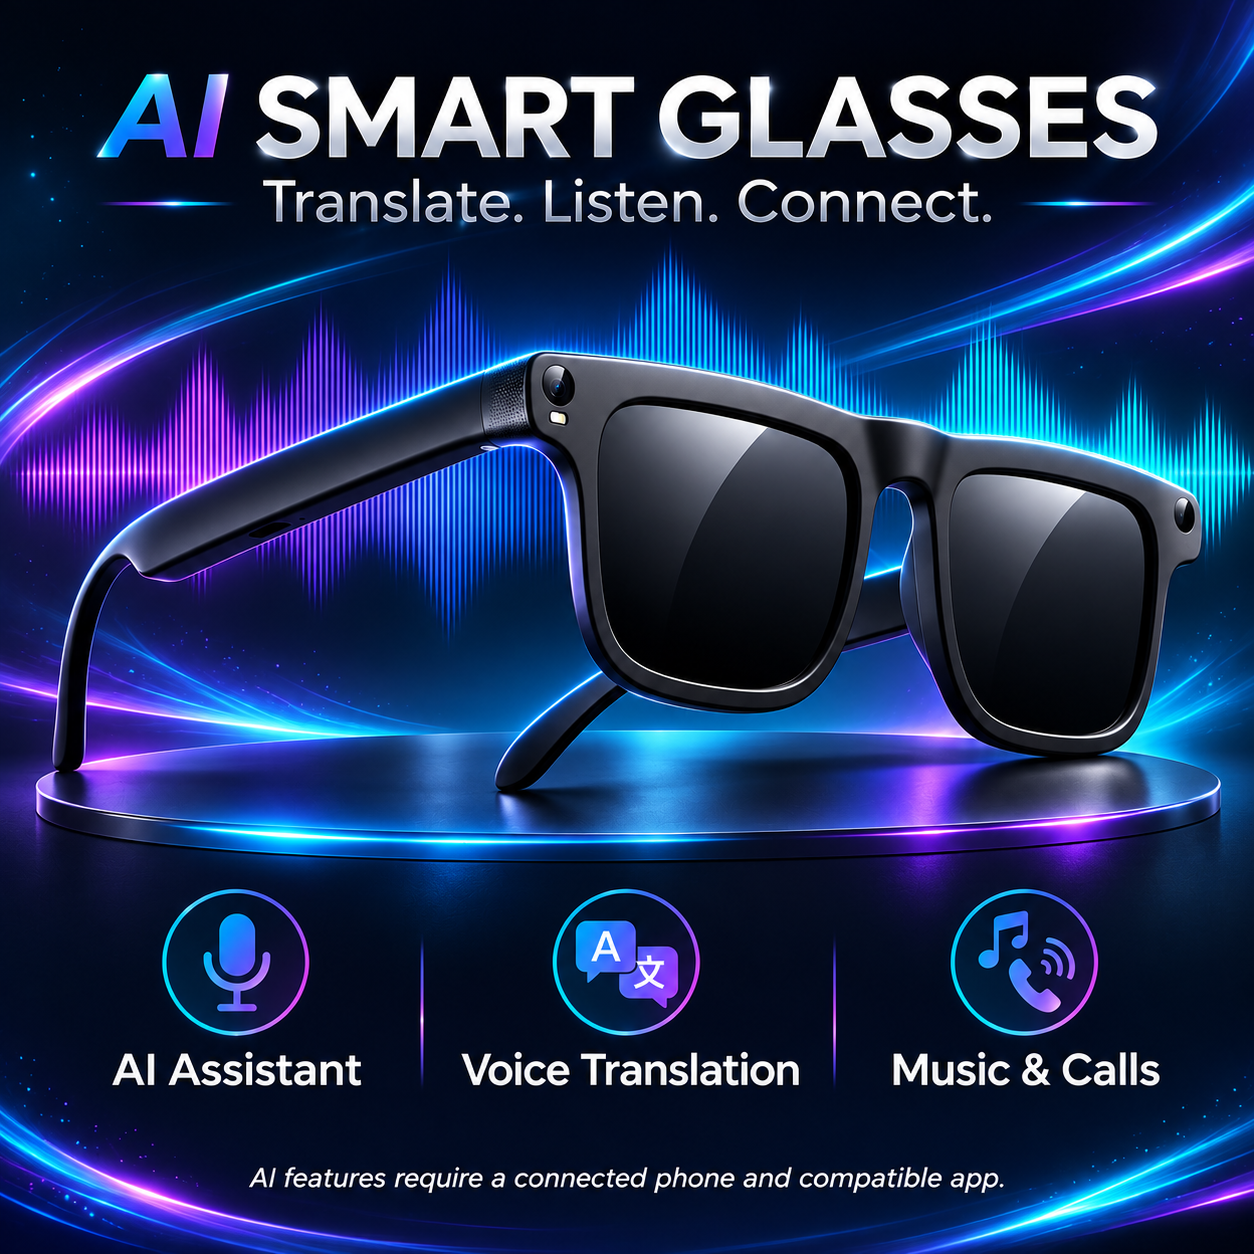 AI SMART GLASSES
Translate. Listen. Connect.
A
文
AI Assistant
Voice Translation
Music & Calls
AI features require a connected phone and compatible app.